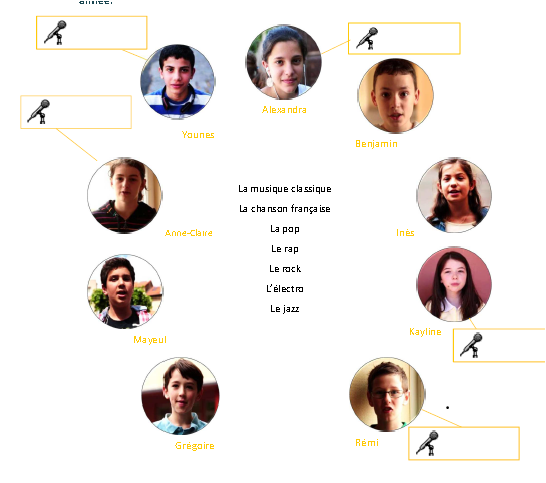 année.
Alexandra
Younes
Benjamin
La musique classique
La chanson française
La pop
Le rap
Le rock
L'électro
Le jazz
Anne-Claire
Inès
Mayeul
Kayline
Grégoire
Rémi